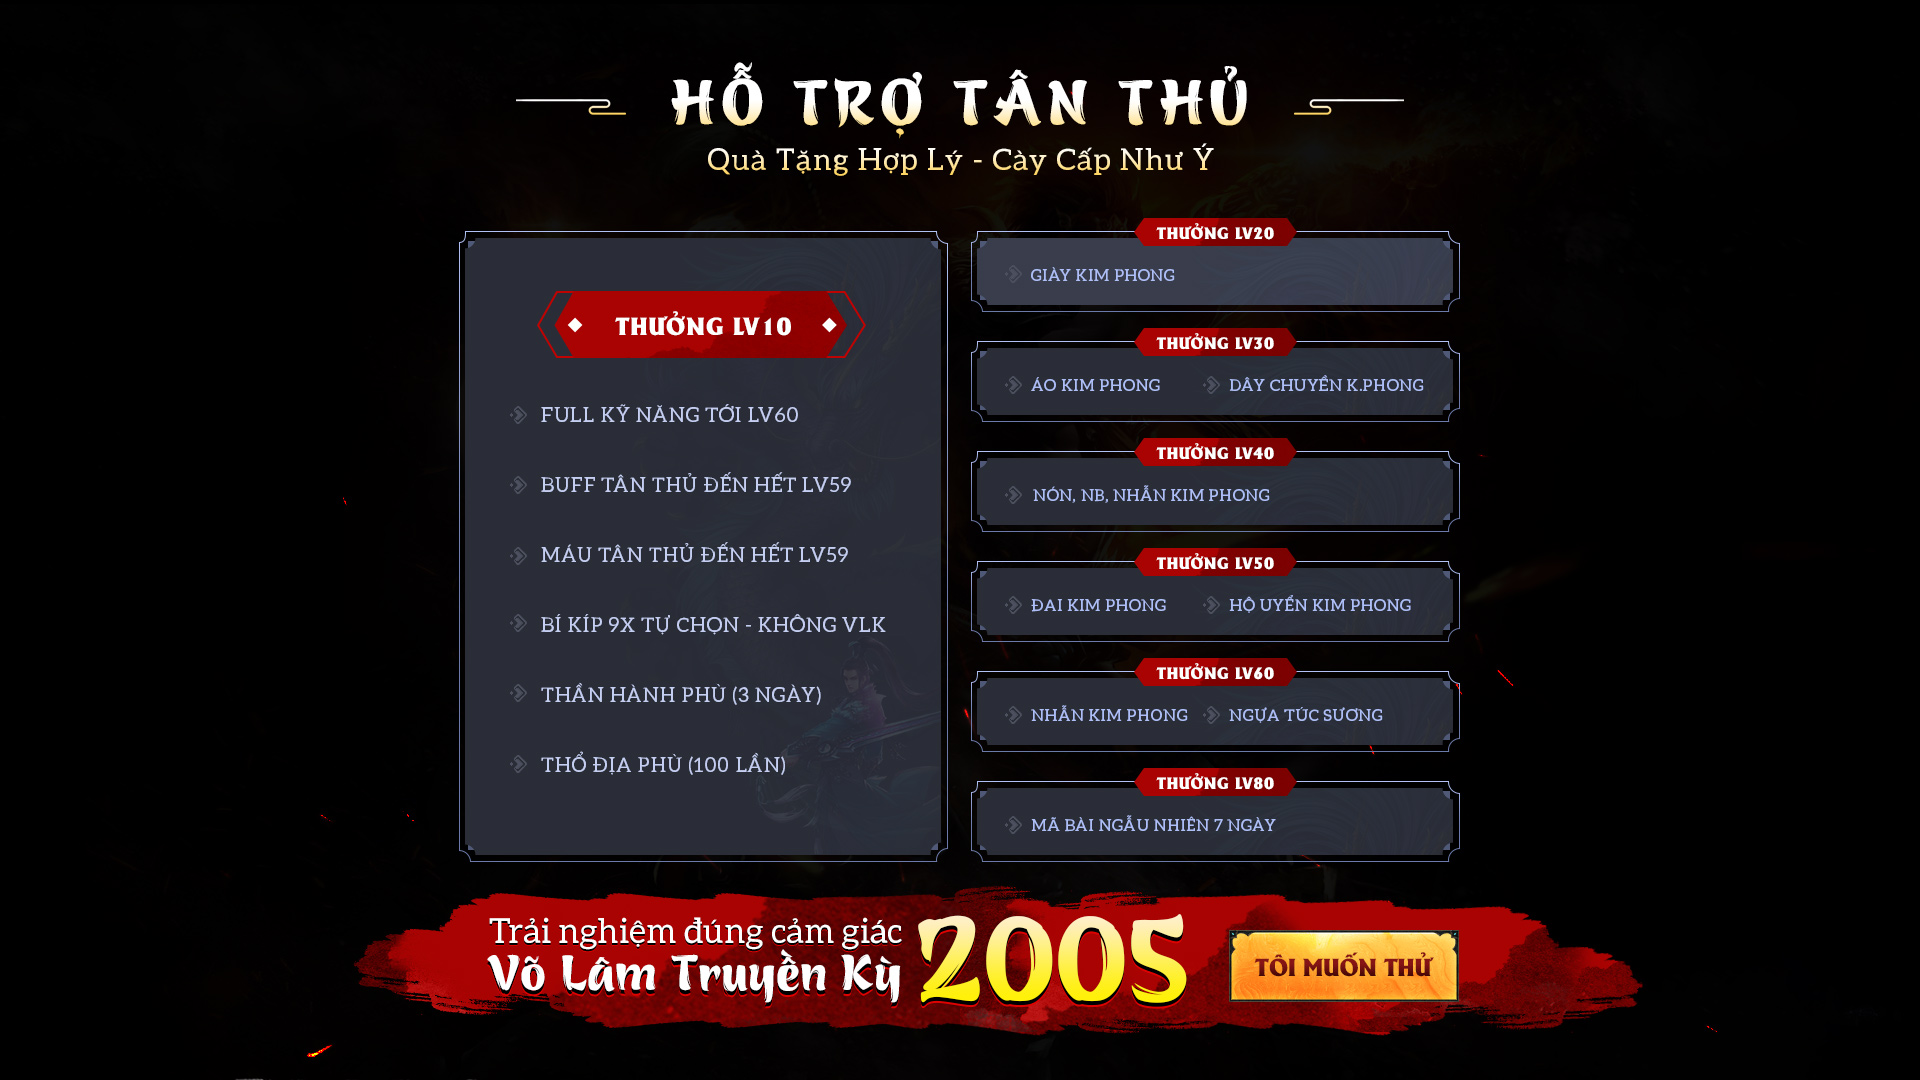 HỖ TRỢ TÂN THỦ
Quà Tặng Hợp Lý - Cày Cấp Như Ý
THƯỞNG LV10
FULL KỸ NĂNG TỚI LV60
BUFF TÂN THỦ ĐẾN HẾT LV59
MÁU TÂN THỦ ĐẾN HẾT LV59
BÍ KÍP 9X TỰ CHỌN - KHÔNG VLK
THẦN HÀNH PHÙ (3 NGÀY)
THỔ ĐỊA PHÙ (100 LẦN)
THƯỞNG LV20
GIÀY KIM PHONG
THƯỞNG LV30
ÁO KIM PHONG DÂY CHUYỀN K.PHONG
THƯỞNG LV40
NÓN, NB, NHẪN KIM PHONG
THƯỞNG LV50
ĐAI KIM PHONG HỘ UYỂN KIM PHONG
THƯỞNG LV60
NHẪN KIM PHONG NGỰA TÚC SƯƠNG
THƯỞNG LV80
MÃ BÀI NGẪU NHIÊN 7 NGÀY
Trải nghiệm đúng cảm giác
Võ Lâm Truyền Kỳ 2005
TÔI MUỐN THỬ